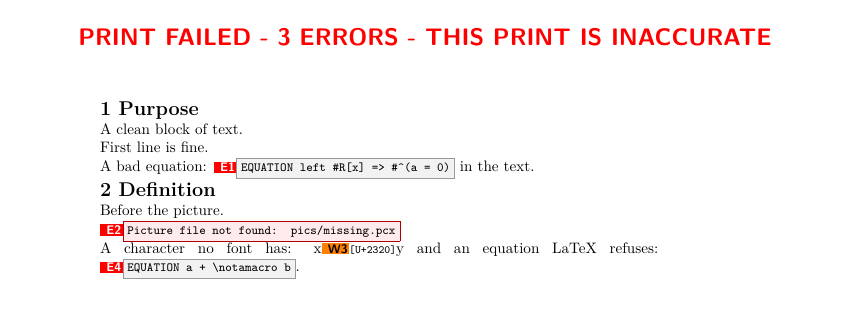 PRINT FAILED - 3 ERRORS - THIS PRINT IS INACCURATE
1 Purpose
A clean block of text.
First line is fine.
A bad equation: E1 EQUATION left #R[x] => #^(a = 0) in the text.
2 Definition
Before the picture.
E2 Picture file not found: pics/missing.pcx
A character no font has: xW3[U+2320]y and an equation LaTeX refuses:
E4 EQUATION a + \notamacro b.